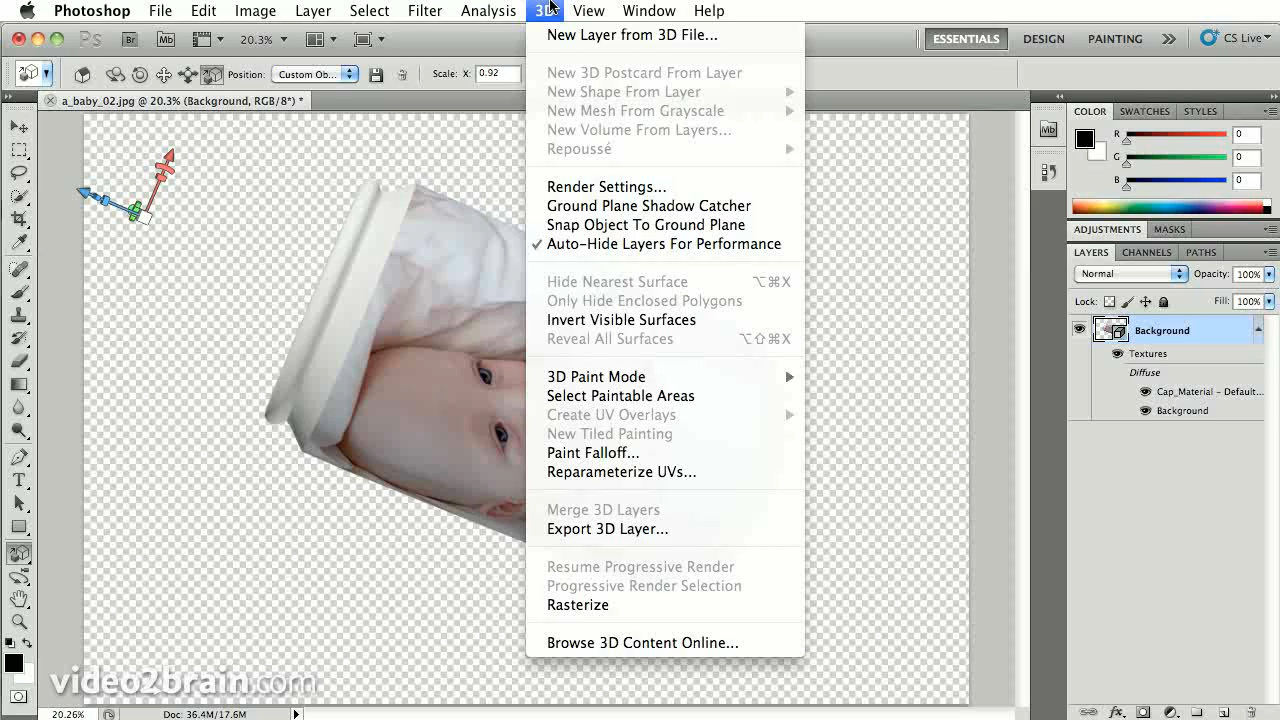 Photoshop File Edit Image Layer Select Filter Analysis 3D View Window Help
Ps Br Mb 20.3% ESSENTIALS DESIGN PAINTING CS Live
Position: Custom Ob... Scale: X: 0.92
a_baby_02.jpg @ 20.3% (Background, RGB/8*) *
New Layer from 3D File...
New 3D Postcard From Layer
New Shape From Layer
New Mesh From Grayscale
New Volume From Layers...
Repoussé
Render Settings...
Ground Plane Shadow Catcher
Snap Object To Ground Plane
✓ Auto-Hide Layers For Performance
Hide Nearest Surface ⌥⌘X
Only Hide Enclosed Polygons
Invert Visible Surfaces
Reveal All Surfaces ⌥⇧⌘X
3D Paint Mode
Select Paintable Areas
Create UV Overlays
New Tiled Painting
Paint Falloff...
Reparameterize UVs...
Merge 3D Layers
Export 3D Layer...
Resume Progressive Render
Progressive Render Selection
Rasterize
Browse 3D Content Online...
Mb
COLOR SWATCHES STYLES
R 0
G 0
B 0
ADJUSTMENTS MASKS
LAYERS CHANNELS PATHS
Normal Opacity: 100%
Lock: Fill: 100%
Background
Textures
Diffuse
Cap_Material - Default...
Background
T
video2brain.com
20.26% Doc: 36.4M/17.6M
fx